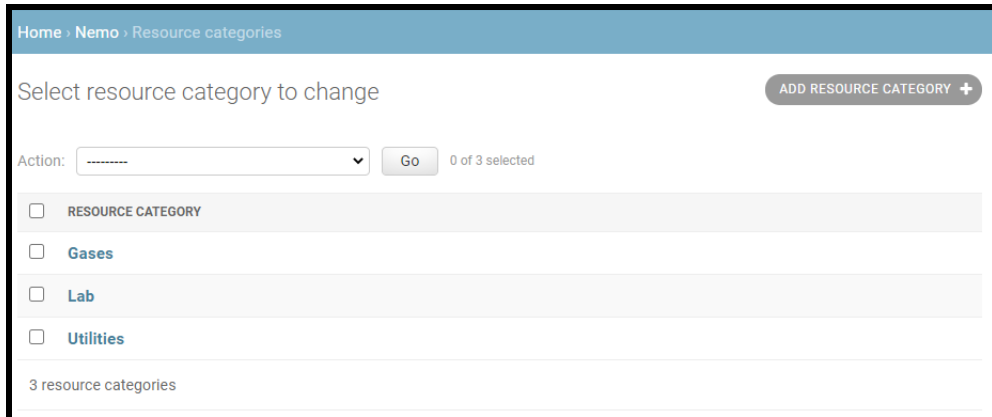 Home › Nemo › Resource categories
Select resource category to change
ADD RESOURCE CATEGORY +
Action: --------- Go 0 of 3 selected
RESOURCE CATEGORY
Gases
Lab
Utilities
3 resource categories